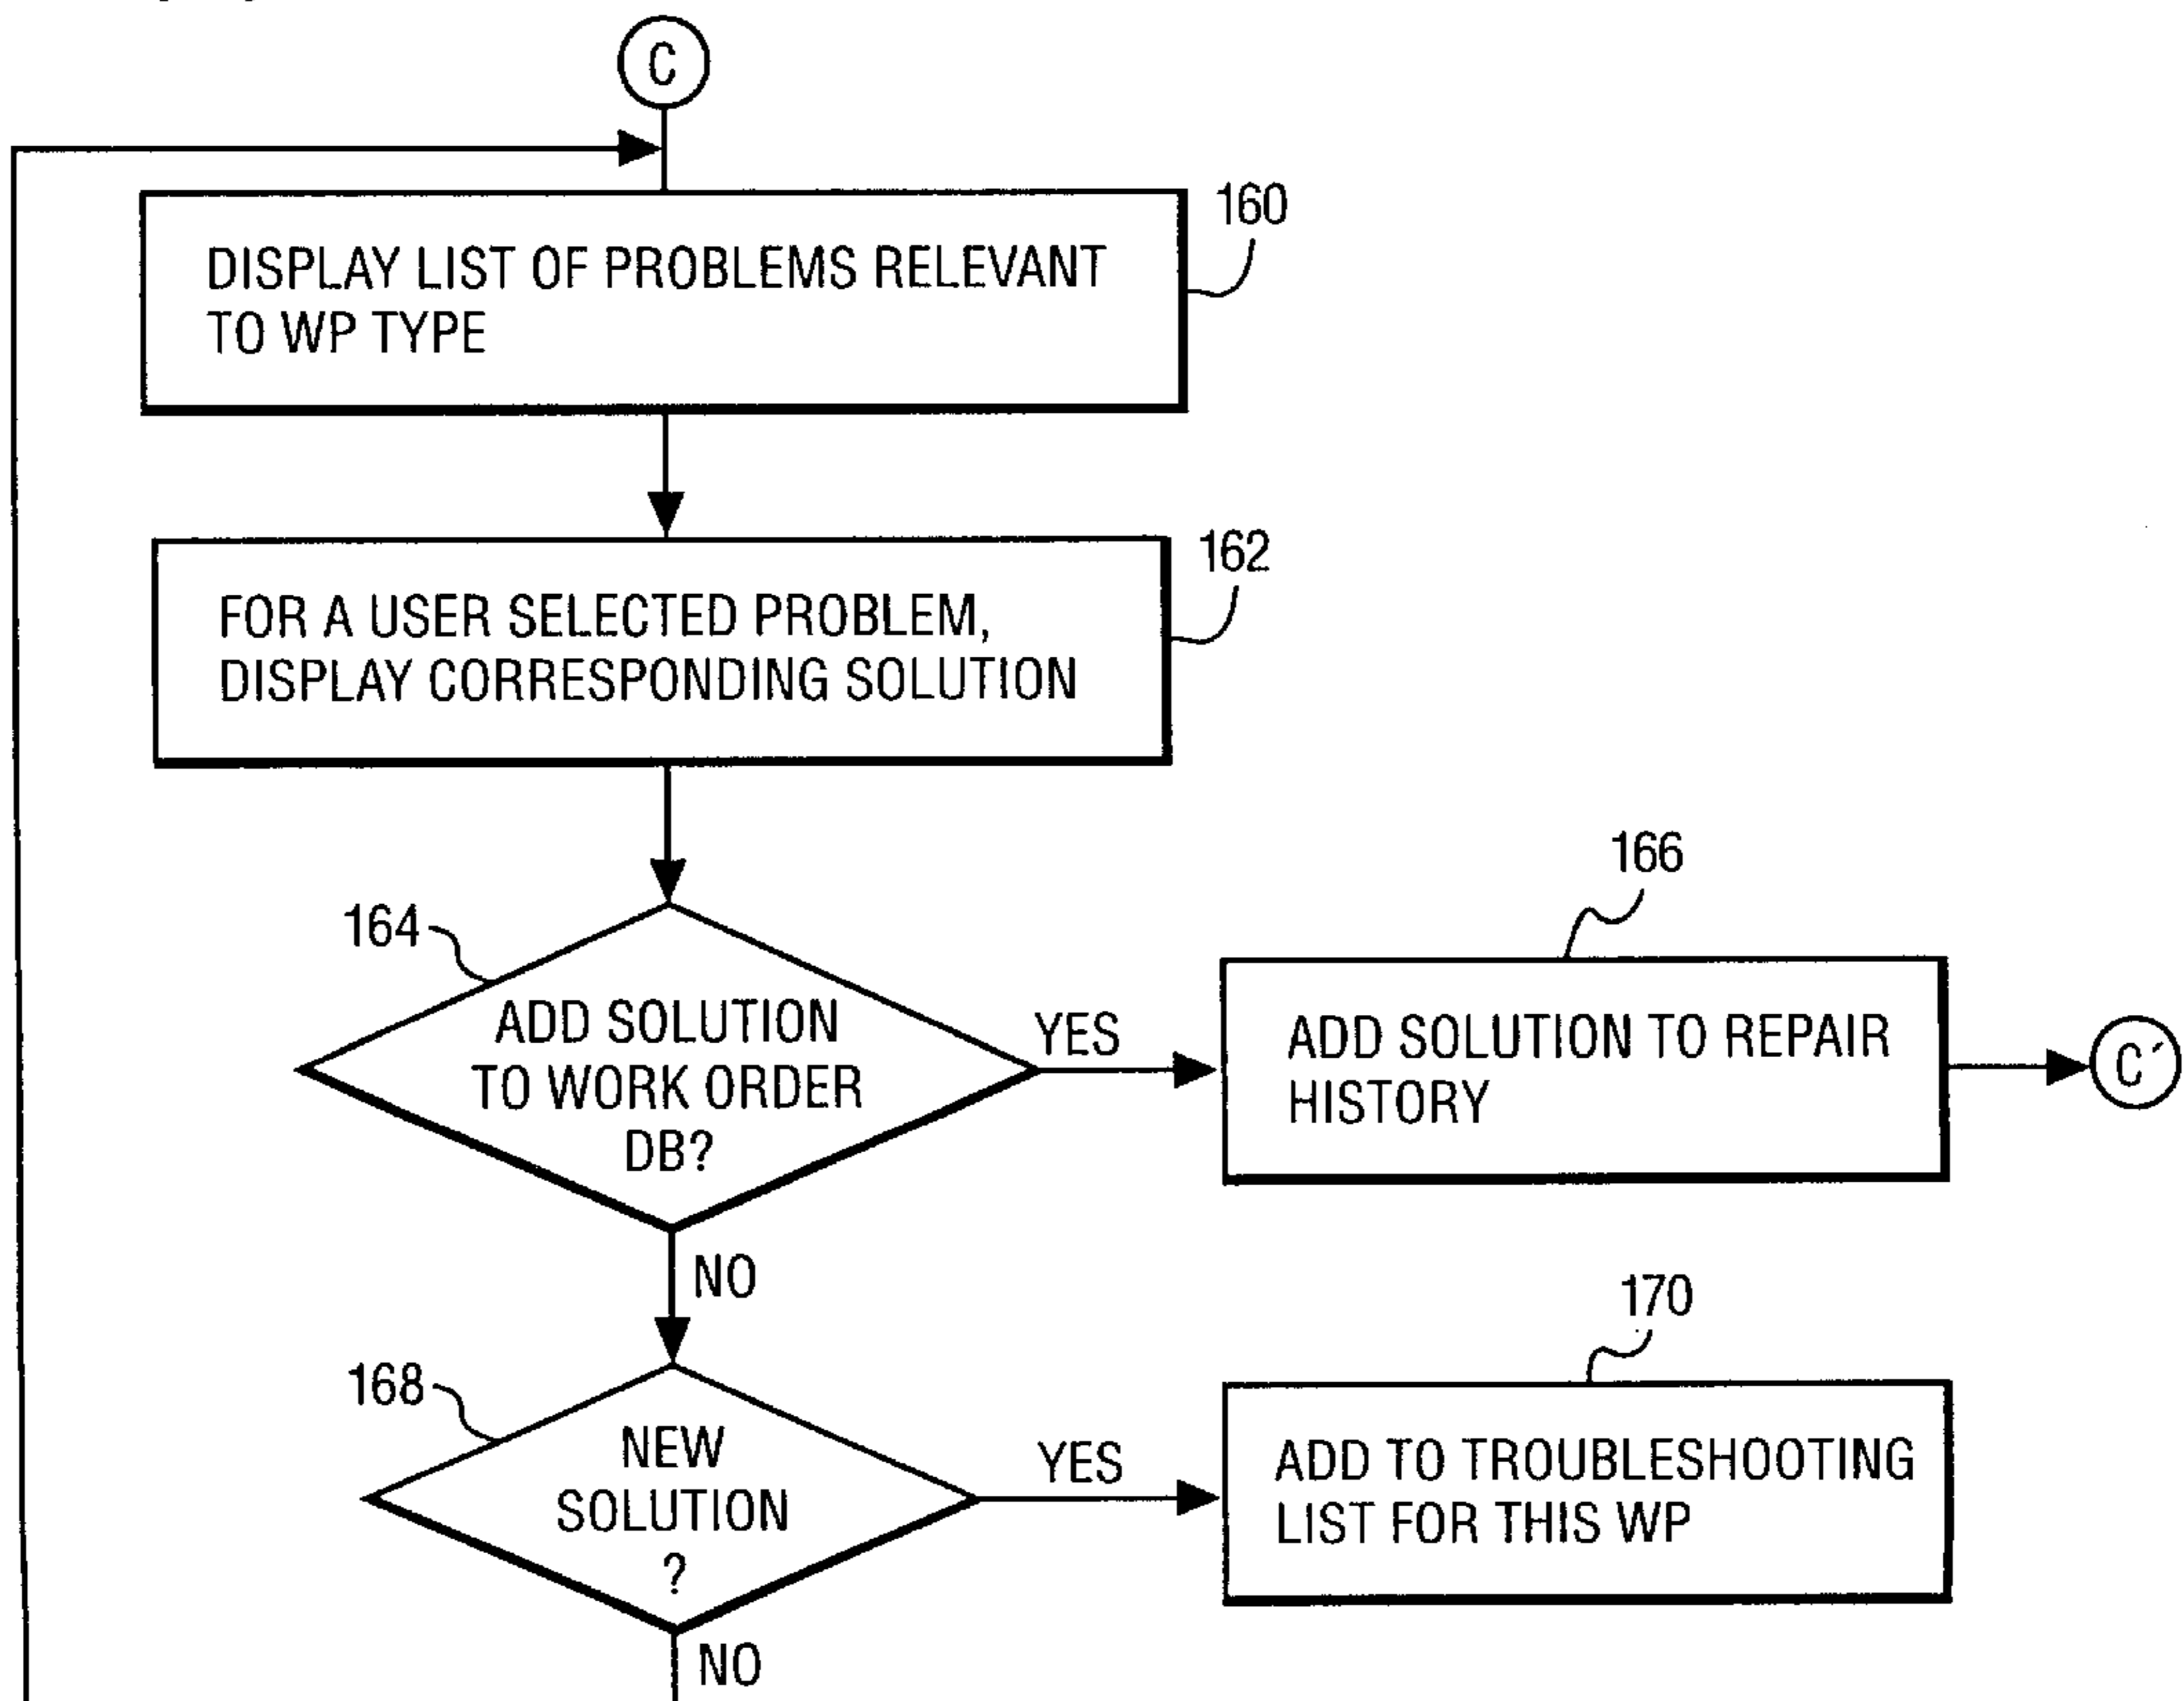 C
160
DISPLAY LIST OF PROBLEMS RELEVANT
TO WP TYPE
162
FOR A USER SELECTED PROBLEM,
DISPLAY CORRESPONDING SOLUTION
164
ADD SOLUTION
TO WORK ORDER
DB?
YES
166
ADD SOLUTION TO REPAIR
HISTORY
C´
NO
168
NEW
SOLUTION
?
YES
170
ADD TO TROUBLESHOOTING
LIST FOR THIS WP
NO